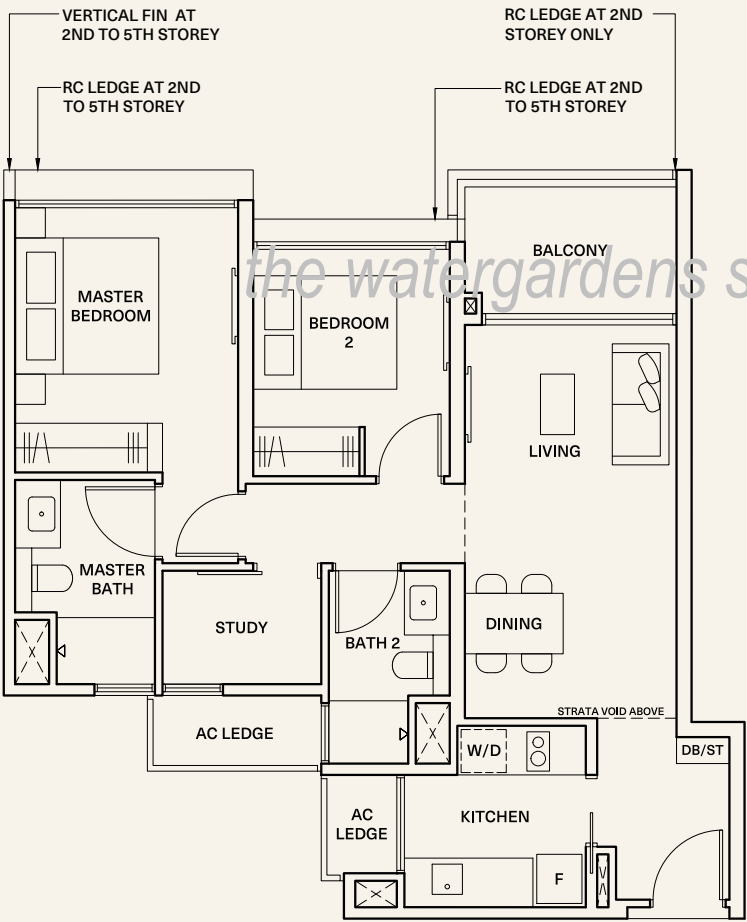 VERTICAL FIN AT
2ND TO 5TH STOREY
RC LEDGE AT 2ND
STOREY ONLY
RC LEDGE AT 2ND
TO 5TH STOREY
RC LEDGE AT 2ND
TO 5TH STOREY
BALCONY
the watergardens s
MASTER
BEDROOM
BEDROOM
2
LIVING
MASTER
BATH
STUDY
BATH 2
DINING
STRATA VOID ABOVE
AC LEDGE
W/D
DB/ST
AC
LEDGE
KITCHEN
F